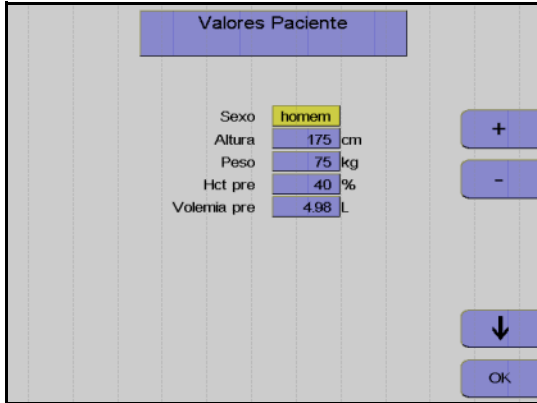 Valores Paciente
Sexo homem
Altura 175 cm
Peso 75 kg
Hct pre 40 %
Volemia pre 4.98 L
+
-
↓
OK